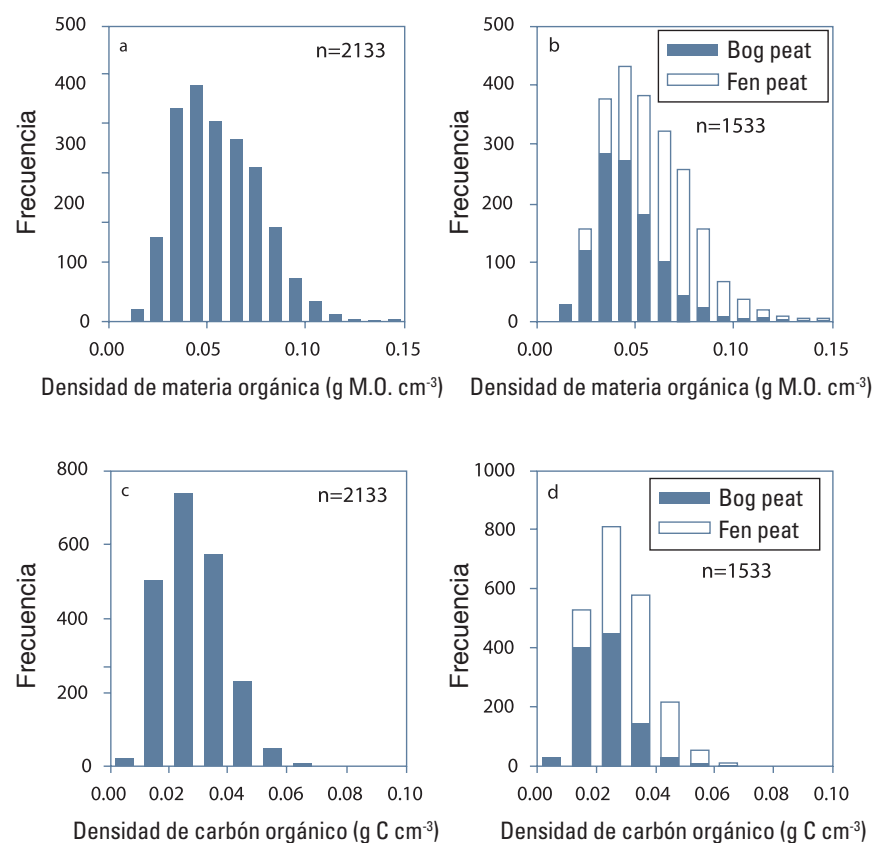 a
n=2133
Frecuencia
500
400
300
200
100
0
0.00 0.05 0.10 0.15
Densidad de materia orgánica (g M.O. cm-3)
b
Bog peat
Fen peat
n=1533
Frecuencia
500
400
300
200
100
0
0.00 0.05 0.10 0.15
Densidad de materia orgánica (g M.O. cm-3)
c
n=2133
Frecuencia
800
600
400
200
0
0.00 0.02 0.04 0.06 0.08 0.10
Densidad de carbón orgánico (g C cm-3)
d
Bog peat
Fen peat
n=1533
Frecuencia
1000
800
600
400
200
0
0.00 0.02 0.04 0.06 0.08 0.10
Densidad de carbón orgánico (g C cm-3)